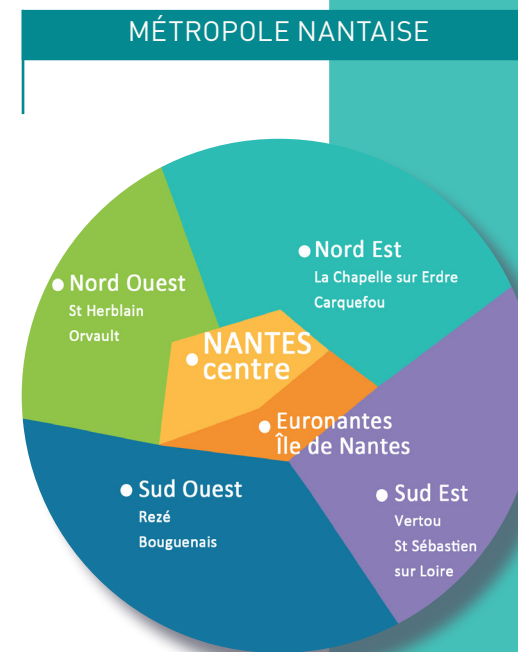 MÉTROPOLE NANTAISE
Nord Est
La Chapelle sur Erdre
Carquefou
Nord Ouest
St Herblain
Orvault
NANTES
centre
Euronantes
Île de Nantes
Sud Ouest
Rezé
Bouguenais
Sud Est
Vertou
St Sébastien
sur Loire